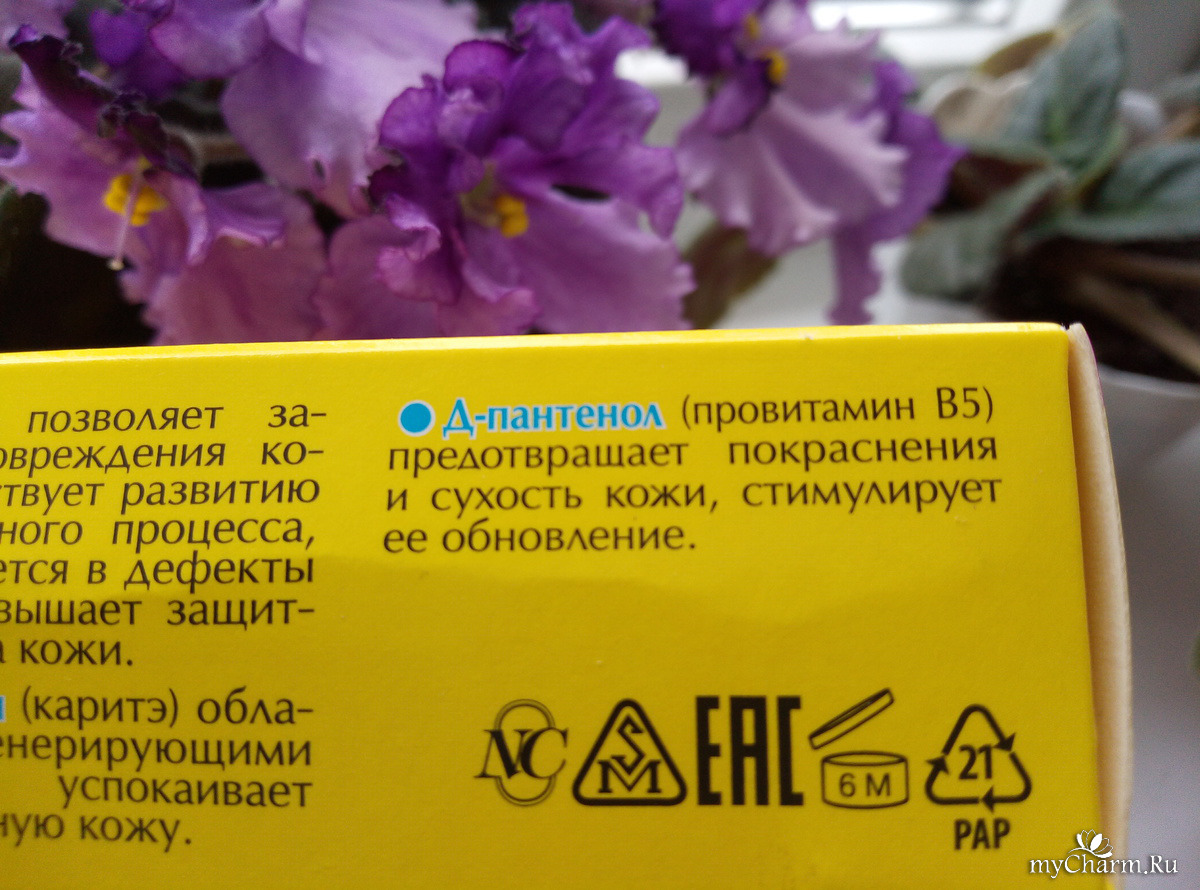 позволяет за-
овреждения ко-
ствует развитию
ного процесса,
ется в дефекты
вышает защит-
а кожи.
(каритэ) обла-
енерирующими
успокаивает
ную кожу.
Д-пантенол (провитамин В5)
предотвращает покраснения
и сухость кожи, стимулирует
ее обновление.
NC
SM
EAC
6 M
21
PAP
myCharm.Ru